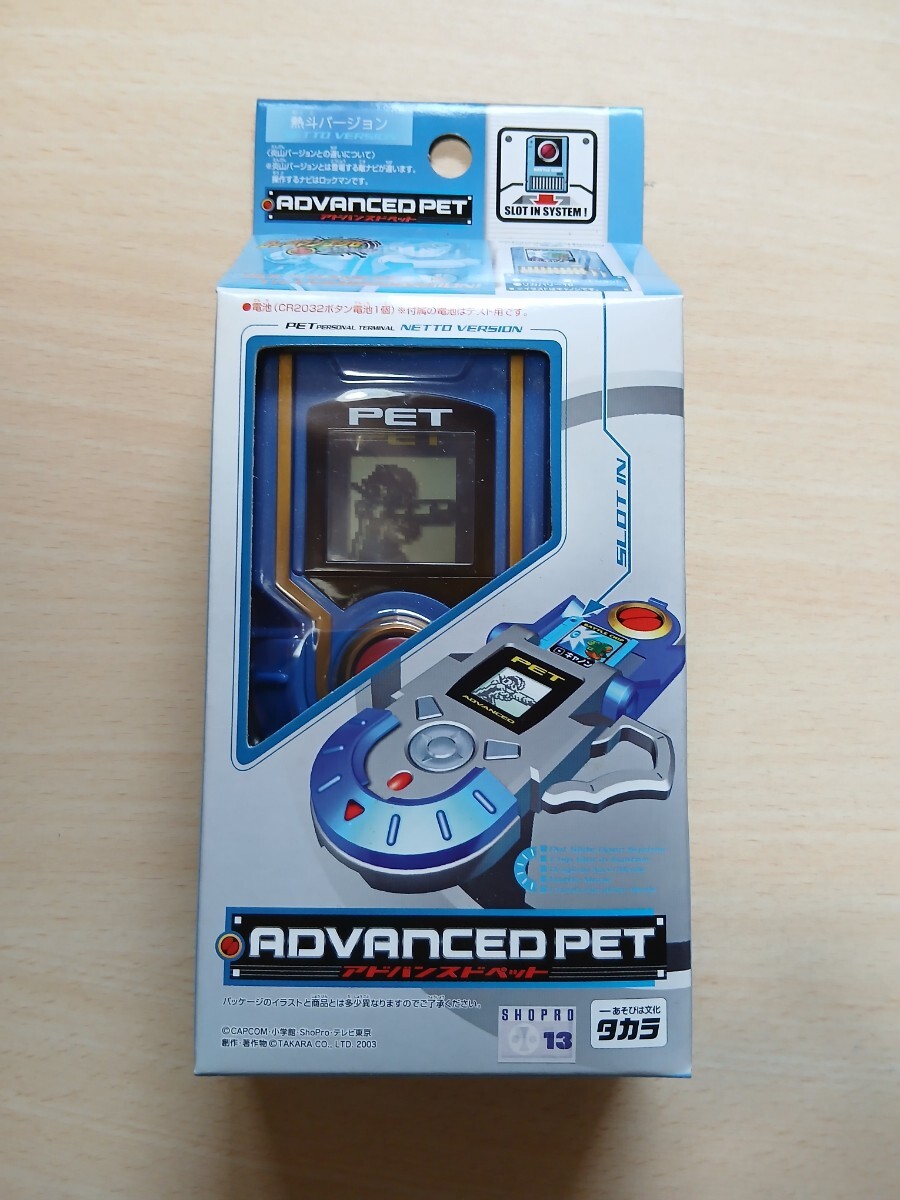 熱斗バージョン
NETTO VERSION
(炎山バージョンとの違いについて)
※炎山バージョンとは登場する敵ナビが違います。
操作するナビはロックマンです。
ADVANCED PET
アドバンスドペット
SLOT IN SYSTEM!
●電池(CR2032ボタン電池1個)※付属の電池はテスト用です。
PET PERSONAL TERMINAL NETTO VERSION
PET
SLOT IN
BATTLE CHIP
キャノン
PET
ADVANCED
ADVANCED PET
アドバンスドペット
パッケージのイラストと商品とは多少異なりますのでご了承ください。
©CAPCOM・小学館・ShoPro・テレビ東京
創作・著作物©TAKARA CO., LTD. 2003
SHOPRO
13
あそびは文化
タカラ